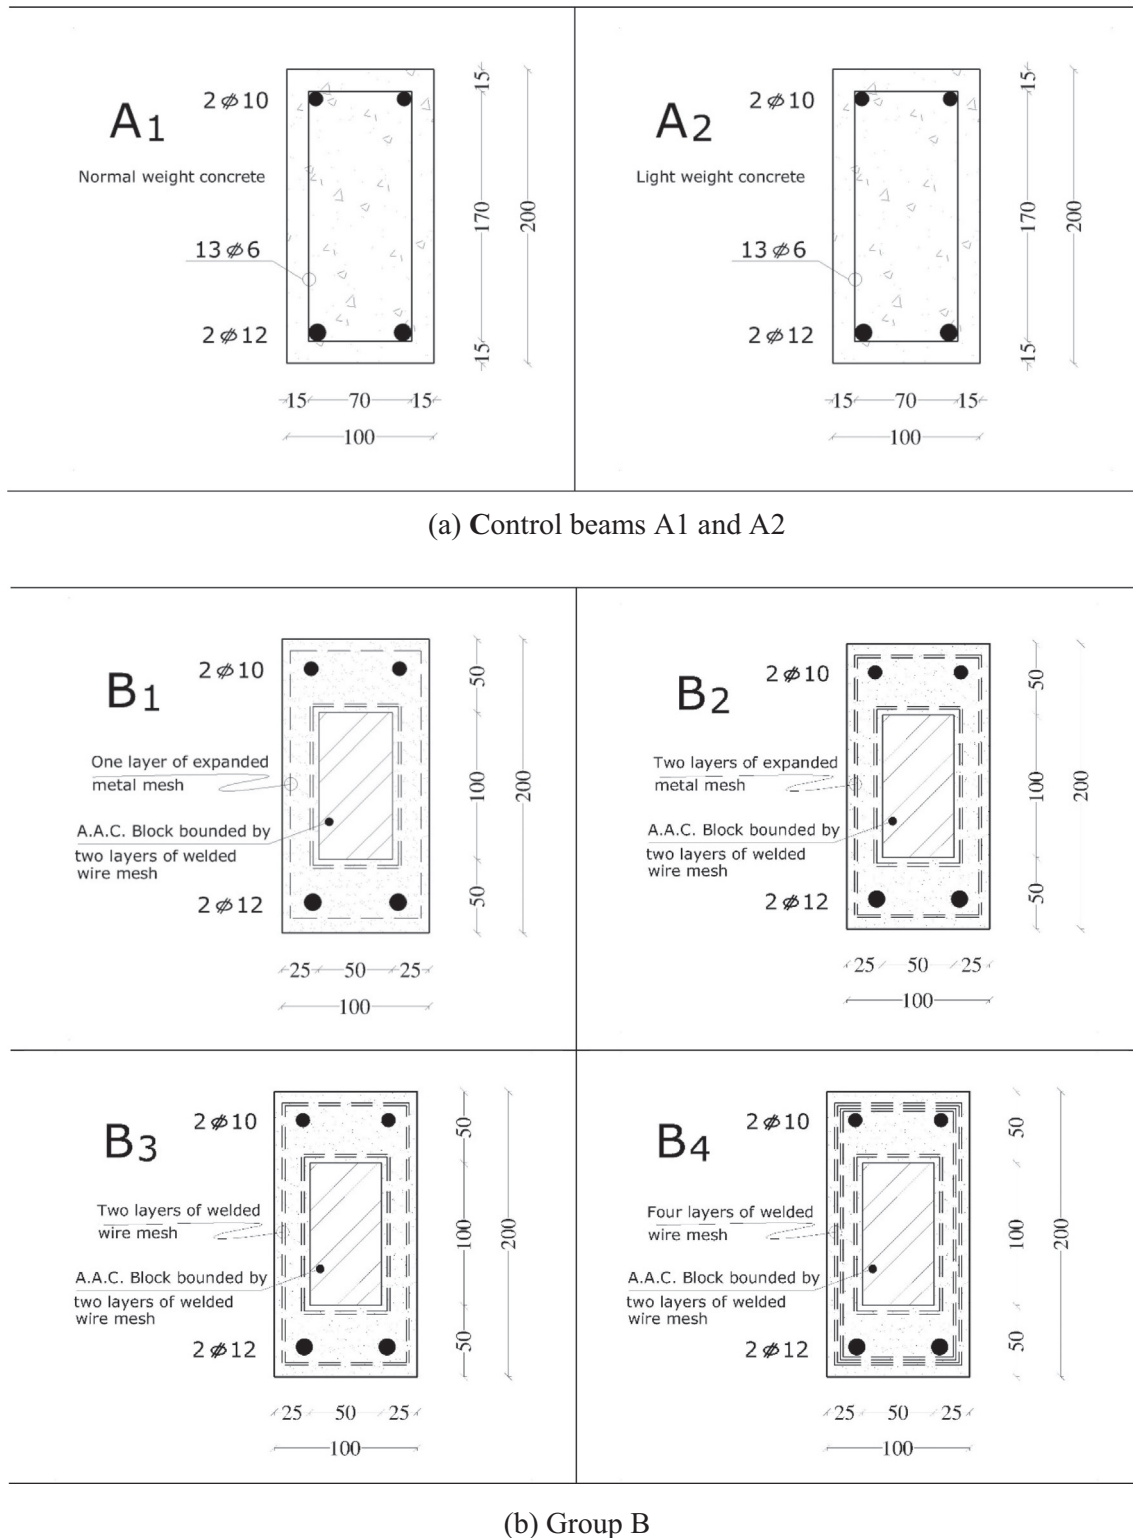 A1
Normal weight concrete
2 ⌀ 10
13 ⌀ 6
2 ⌀ 12
15
170
15
200
15 70 15
100
A2
Light weight concrete
2 ⌀ 10
13 ⌀ 6
2 ⌀ 12
15
170
15
200
15 70 15
100
(a) Control beams A1 and A2
B1
2 ⌀ 10
One layer of expanded
metal mesh
A.A.C. Block bounded by
two layers of welded
wire mesh
2 ⌀ 12
50
100
50
200
25 50 25
100
B2
2 ⌀ 10
Two layers of expanded
metal mesh
A.A.C. Block bounded by
two layers of welded
wire mesh
2 ⌀ 12
50
100
50
200
25 50 25
100
B3
2 ⌀ 10
Two layers of welded
wire mesh
A.A.C. Block bounded by
two layers of welded
wire mesh
2 ⌀ 12
50
100
50
200
25 50 25
100
B4
2 ⌀ 10
Four layers of welded
wire mesh
A.A.C. Block bounded by
two layers of welded
wire mesh
2 ⌀ 12
50
100
50
200
25 50 25
100
(b) Group B